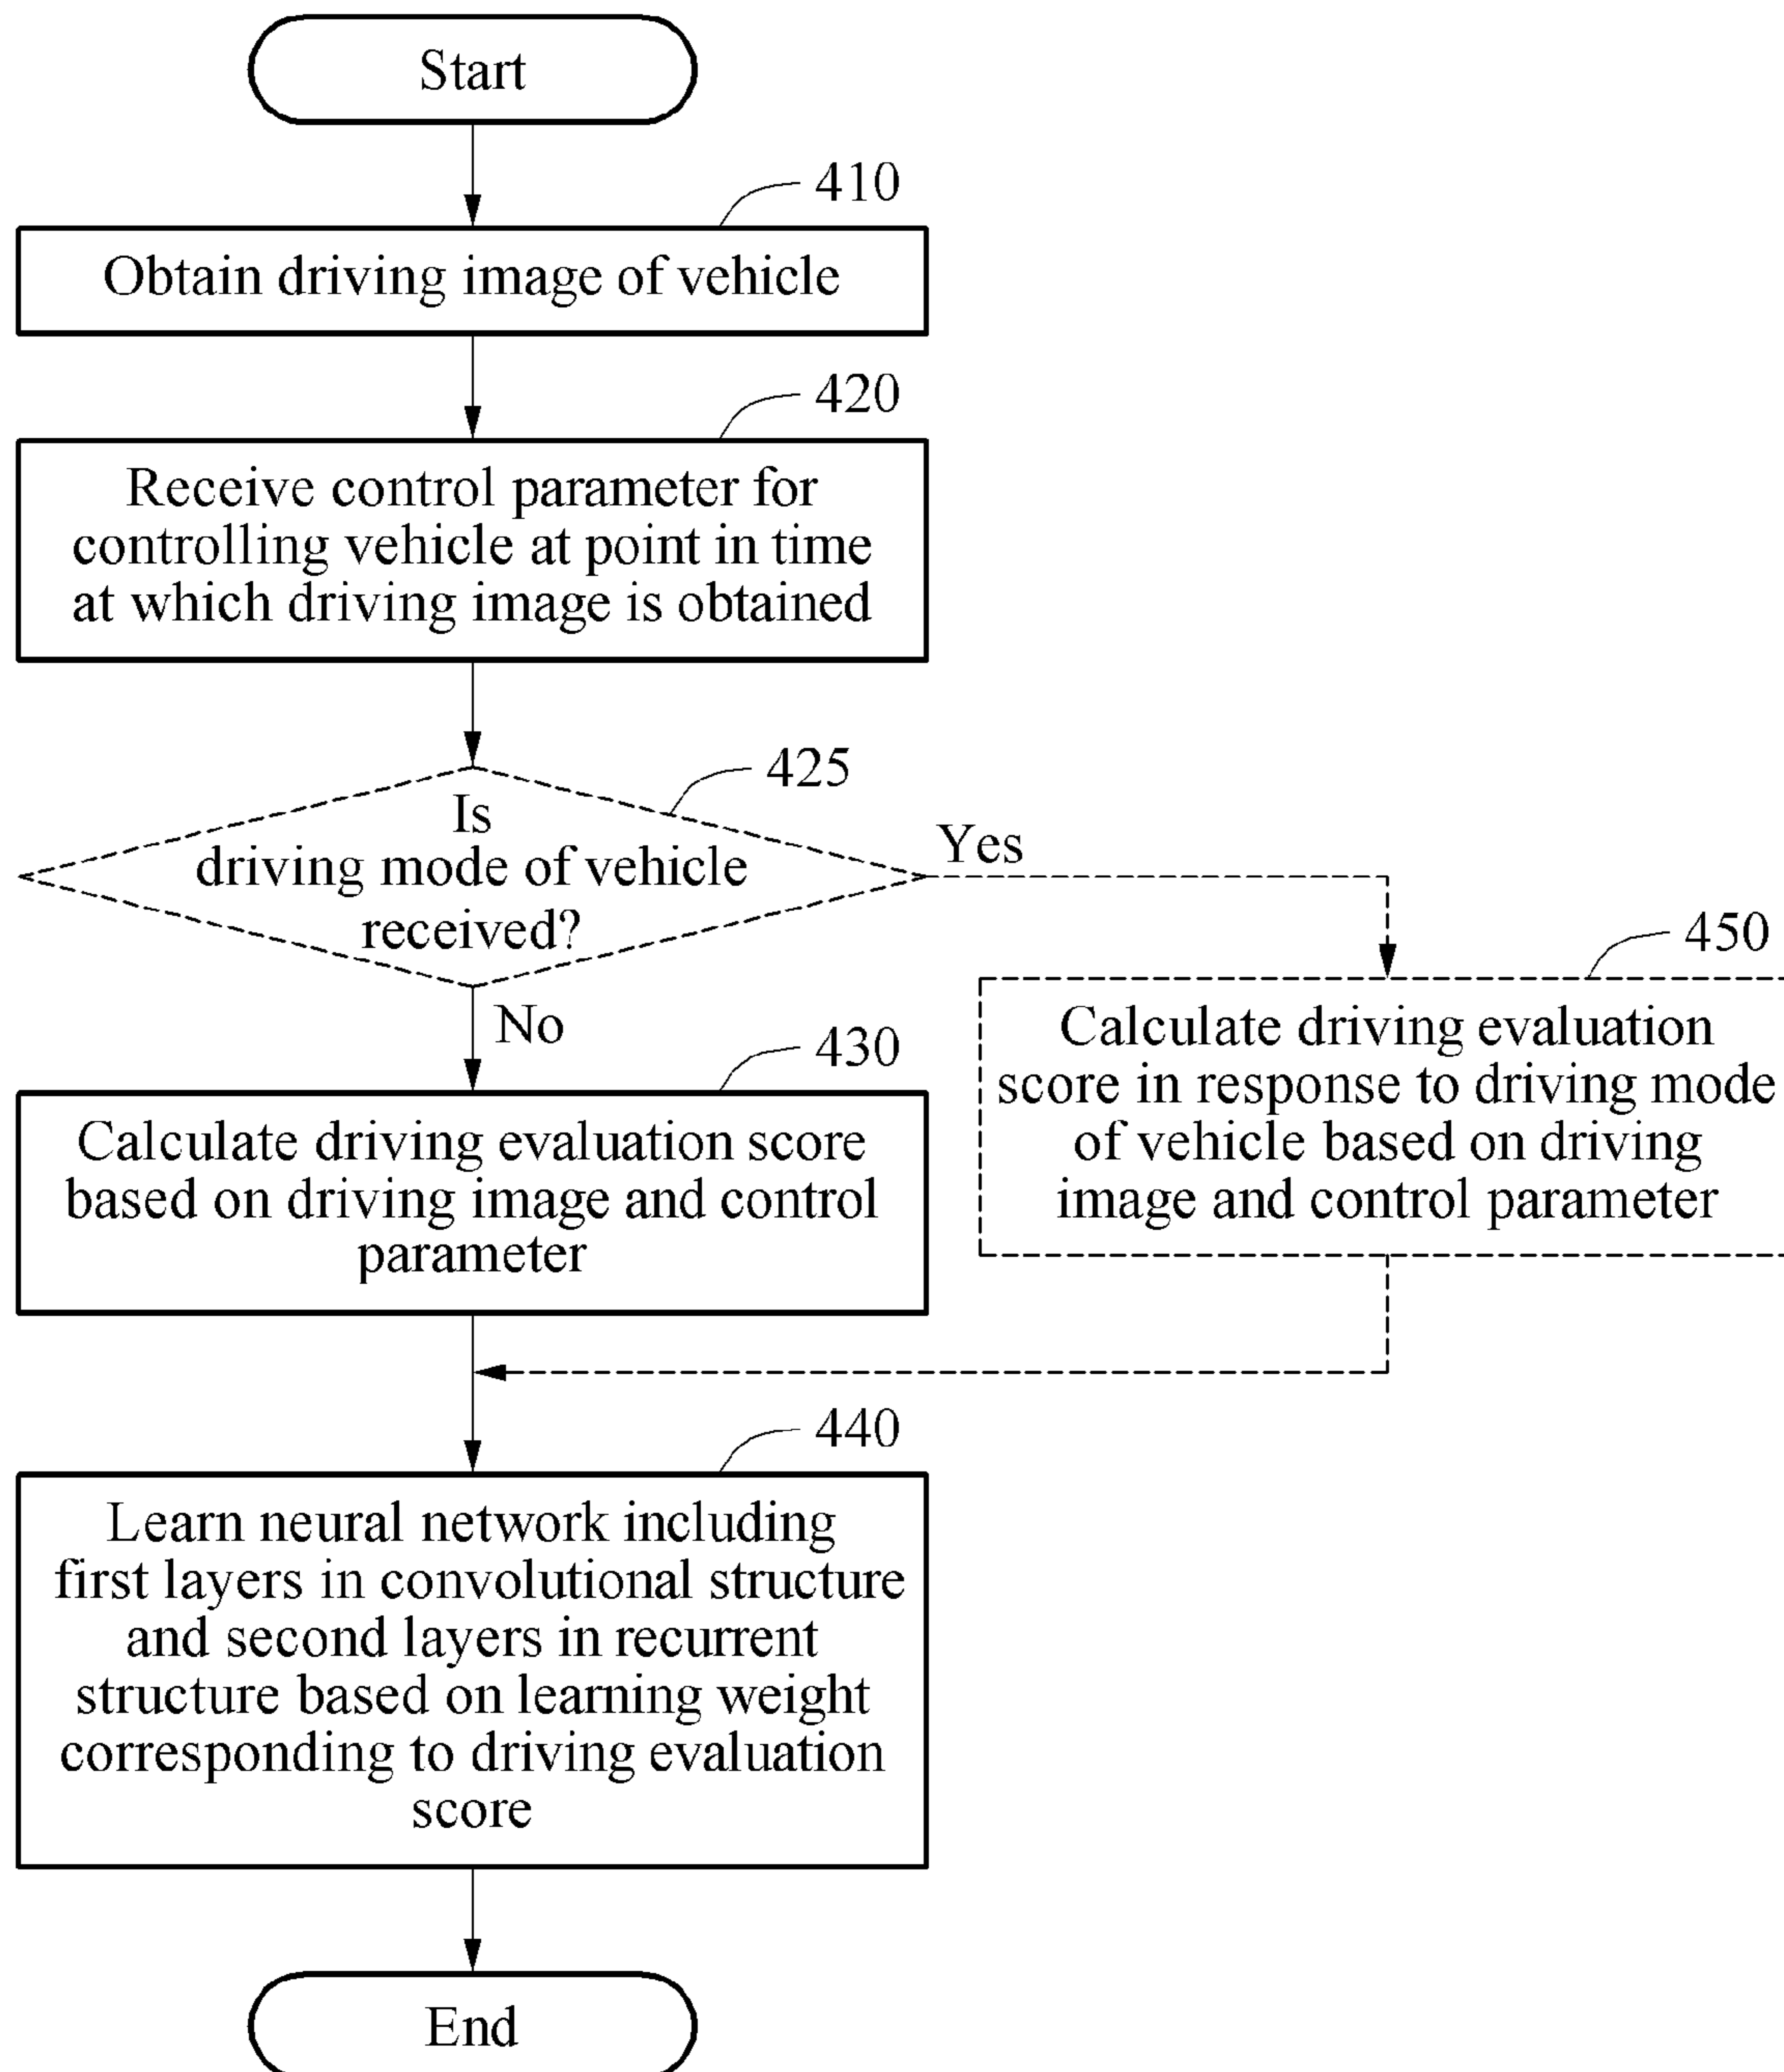 Start
410
Obtain driving image of vehicle
420
Receive control parameter for
controlling vehicle at point in time
at which driving image is obtained
425
Is
driving mode of vehicle
received?
Yes
No
450
Calculate driving evaluation
score in response to driving mode
of vehicle based on driving
image and control parameter
430
Calculate driving evaluation score
based on driving image and control
parameter
440
Learn neural network including
first layers in convolutional structure
and second layers in recurrent
structure based on learning weight
corresponding to driving evaluation
score
End